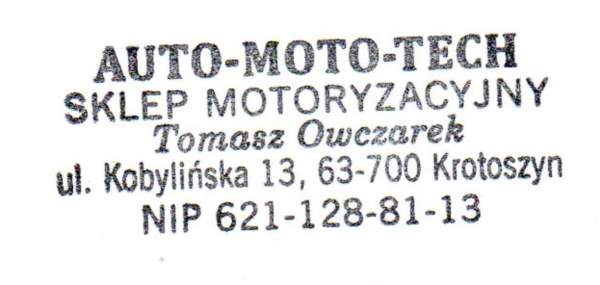 AUTO-MOTO-TECH
SKLEP MOTORYZACYJNY
Tomasz Owczarek
ul. Kobylińska 13, 63-700 Krotoszyn
NIP 621-128-81-13